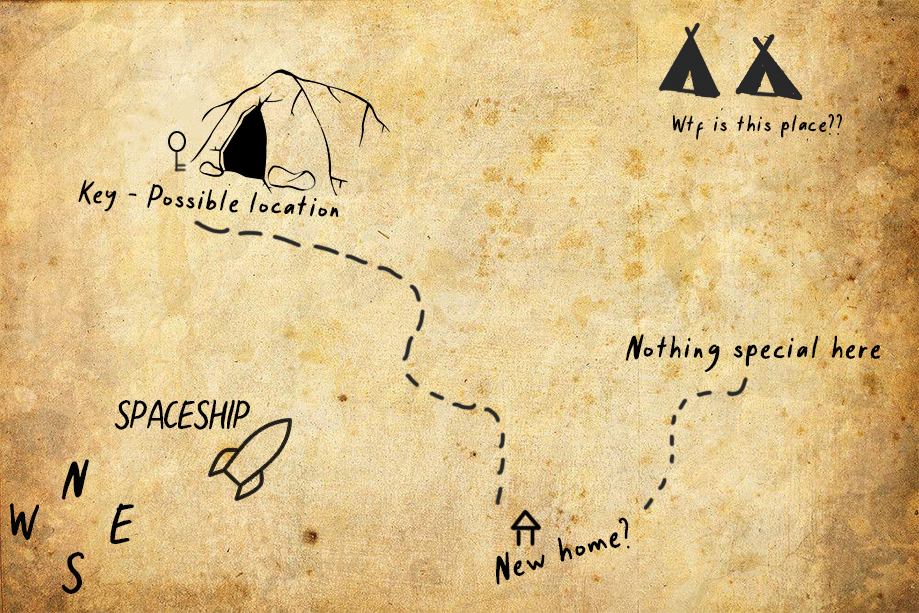 Wtf is this place??
Key - Possible location
Nothing special here
SPACESHIP
N
W E
S
New home?